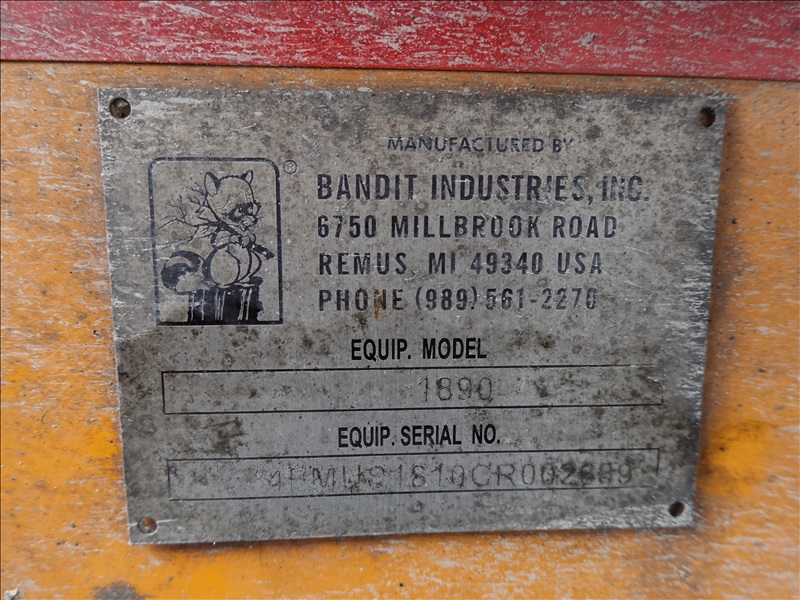 MANUFACTURED BY
®
BANDIT INDUSTRIES, INC.
6750 MILLBROOK ROAD
REMUS, MI 49340 USA
PHONE (989) 561-2270
EQUIP. MODEL
1890
EQUIP. SERIAL NO.